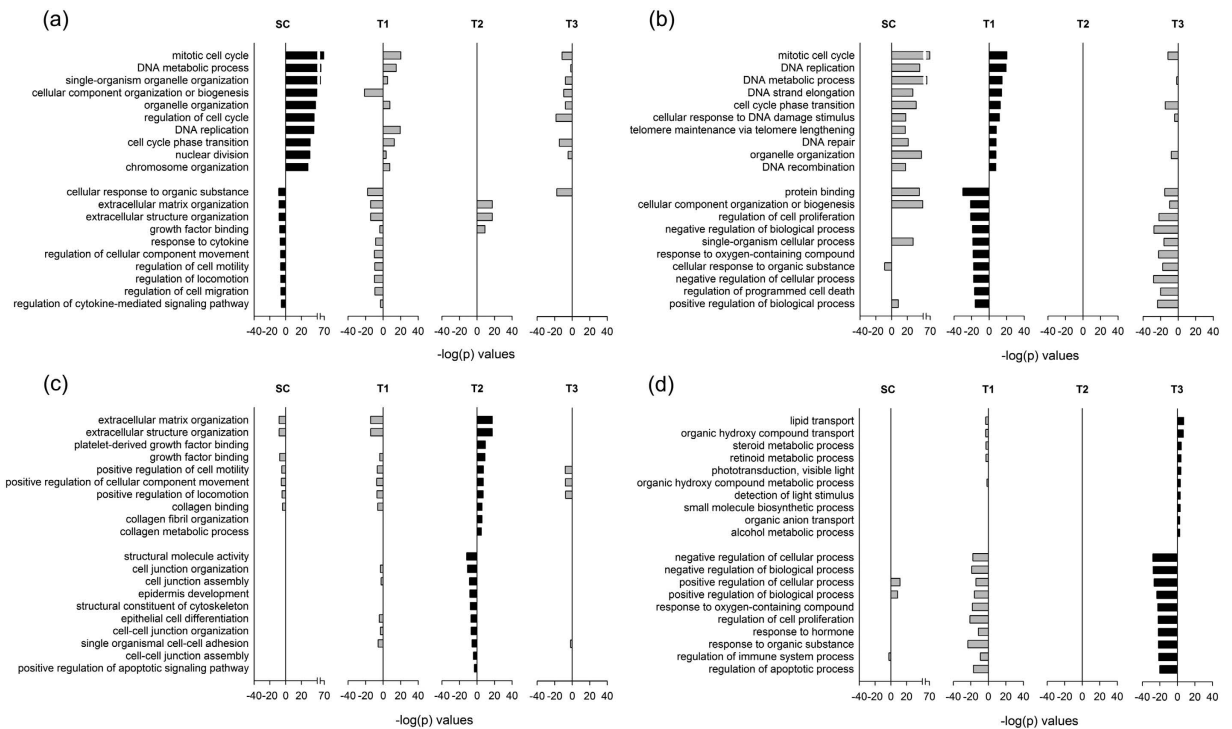 (a)
SC T1 T2 T3
mitotic cell cycle
DNA metabolic process
single-organism organelle organization
cellular component organization or biogenesis
organelle organization
regulation of cell cycle
DNA replication
cell cycle phase transition
nuclear division
chromosome organization
cellular response to organic substance
extracellular matrix organization
extracellular structure organization
growth factor binding
response to cytokine
regulation of cellular component movement
regulation of cell motility
regulation of locomotion
regulation of cell migration
regulation of cytokine-mediated signaling pathway
-40 -20 0 20 70 -40 -20 0 20 40 -40 -20 0 20 40 -40 -20 0 20 40
-log(p) values
(b)
SC T1 T2 T3
mitotic cell cycle
DNA replication
DNA metabolic process
DNA strand elongation
cell cycle phase transition
cellular response to DNA damage stimulus
telomere maintenance via telomere lengthening
DNA repair
organelle organization
DNA recombination
protein binding
cellular component organization or biogenesis
regulation of cell proliferation
negative regulation of biological process
single-organism cellular process
response to oxygen-containing compound
cellular response to organic substance
negative regulation of cellular process
regulation of programmed cell death
positive regulation of biological process
-40 -20 0 20 70 -40 -20 0 20 40 -40 -20 0 20 40 -40 -20 0 20 40
-log(p) values
(c)
SC T1 T2 T3
extracellular matrix organization
extracellular structure organization
platelet-derived growth factor binding
growth factor binding
positive regulation of cell motility
positive regulation of cellular component movement
positive regulation of locomotion
collagen binding
collagen fibril organization
collagen metabolic process
structural molecule activity
cell junction organization
cell junction assembly
epidermis development
structural constituent of cytoskeleton
epithelial cell differentiation
cell-cell junction organization
single organismal cell-cell adhesion
cell-cell junction assembly
positive regulation of apoptotic signaling pathway
-40 -20 0 20 70 -40 -20 0 20 40 -40 -20 0 20 40 -40 -20 0 20 40
-log(p) values
(d)
SC T1 T2 T3
lipid transport
organic hydroxy compound transport
steroid metabolic process
retinoid metabolic process
phototransduction, visible light
organic hydroxy compound metabolic process
detection of light stimulus
small molecule biosynthetic process
organic anion transport
alcohol metabolic process
negative regulation of cellular process
negative regulation of biological process
positive regulation of cellular process
positive regulation of biological process
response to oxygen-containing compound
regulation of cell proliferation
response to hormone
response to organic substance
regulation of immune system process
regulation of apoptotic process
-40 -20 0 20 70 -40 -20 0 20 40 -40 -20 0 20 40 -40 -20 0 20 40
-log(p) values